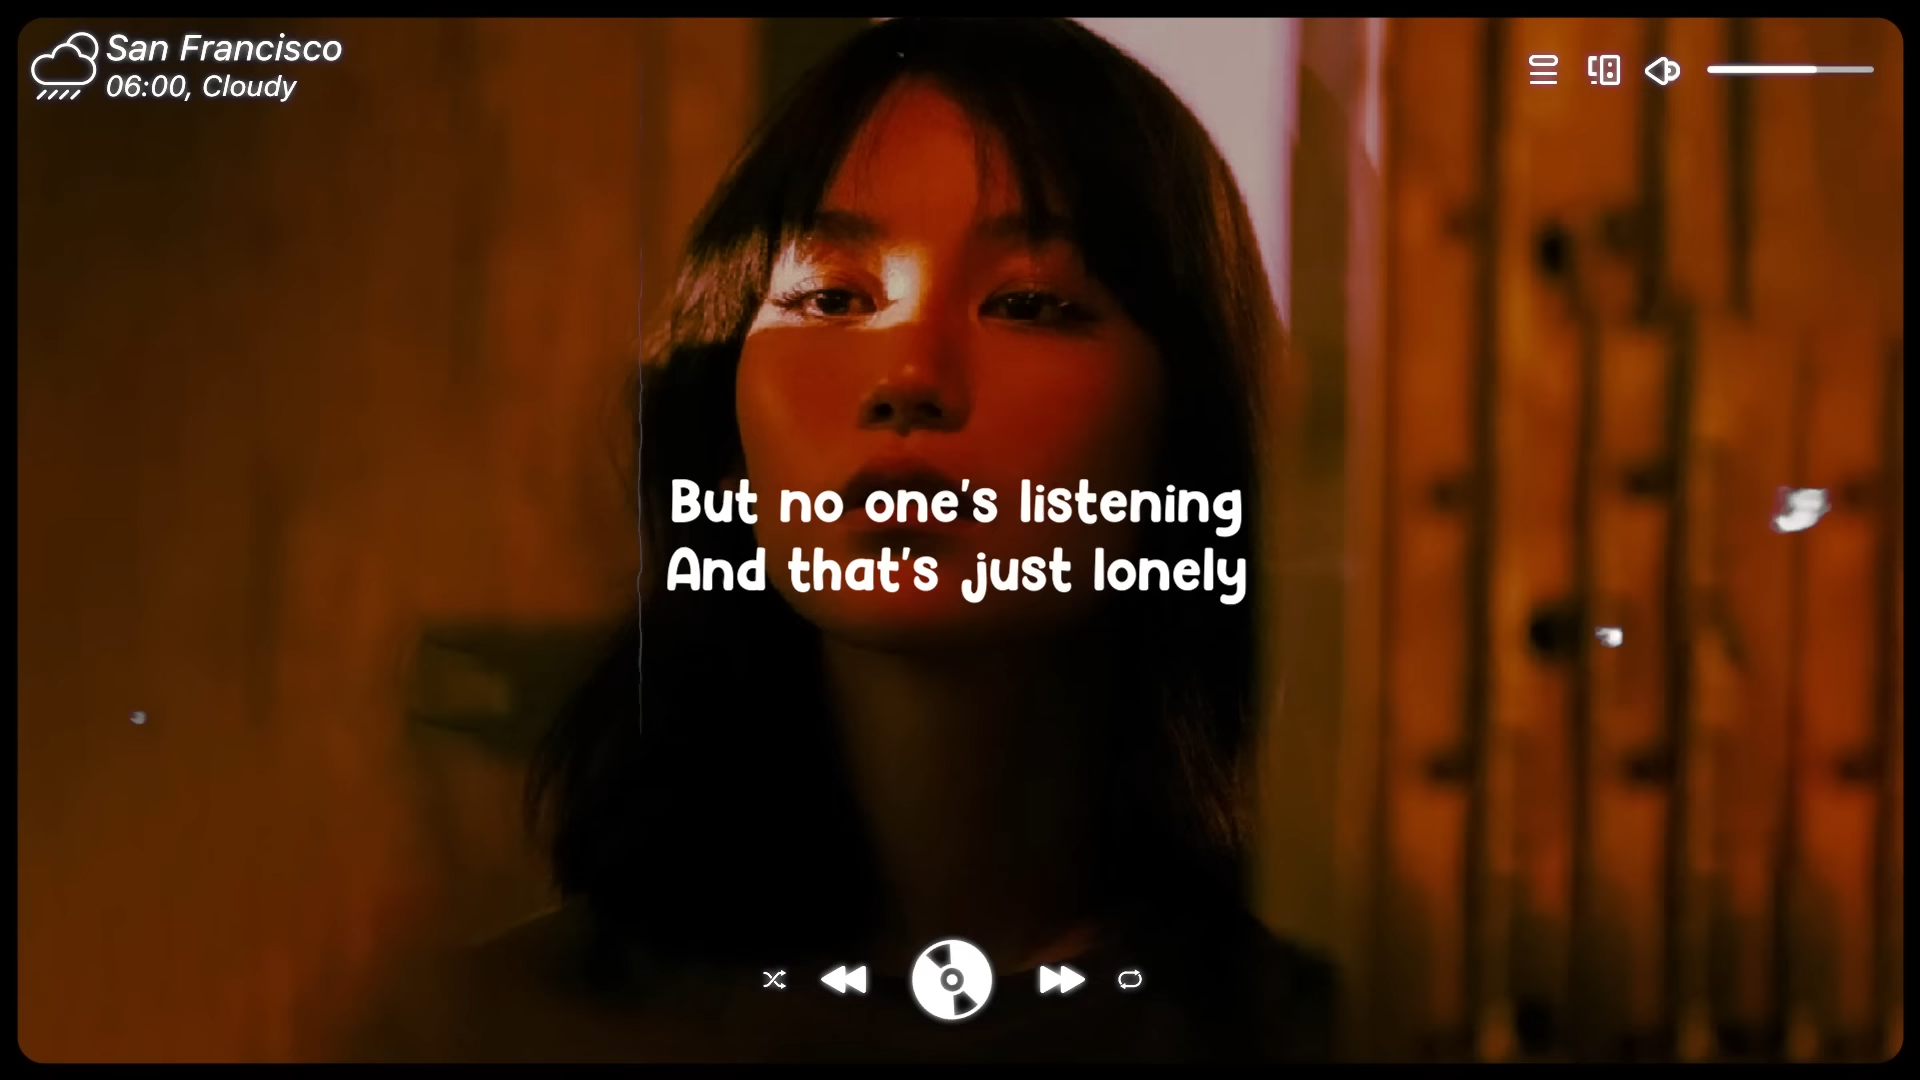 San Francisco
06:00, Cloudy
But no one's listening
And that's just lonely